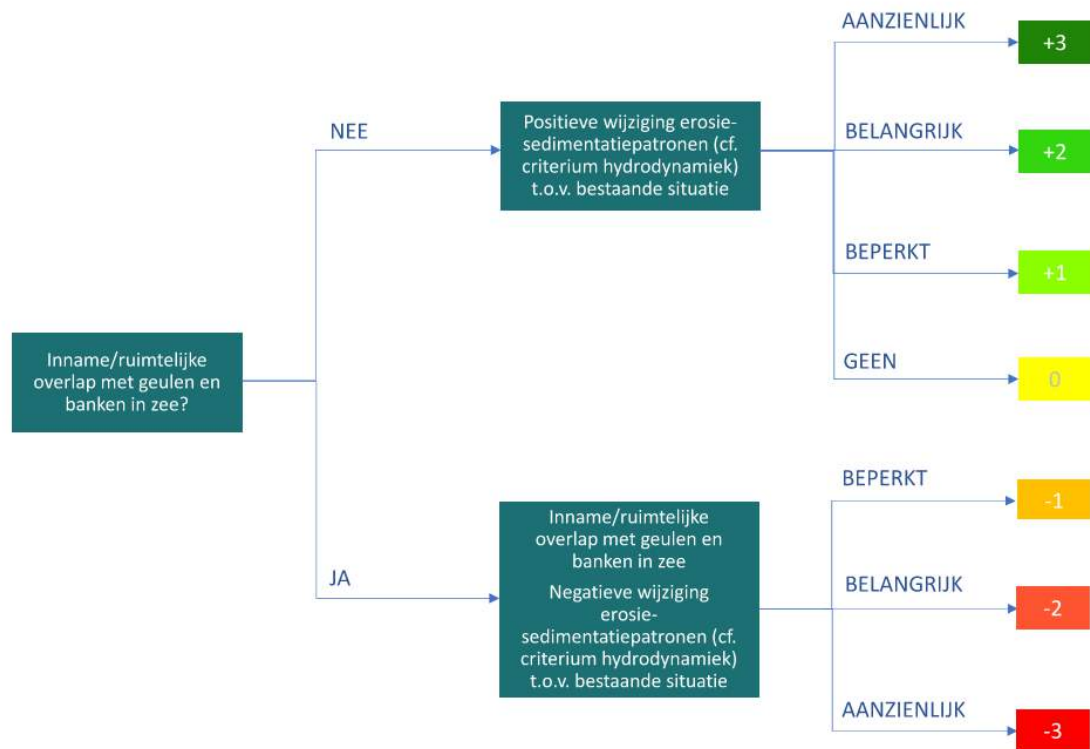 AANZIENLIJK
+3
NEE
Positieve wijziging erosie-
sedimentatiepatronen (cf.
criterium hydrodynamiek)
t.o.v. bestaande situatie
BELANGRIJK
+2
BEPERKT
+1
GEEN
0
Inname/ruimtelijke
overlap met geulen en
banken in zee?
JA
Inname/ruimtelijke
overlap met geulen en
banken in zee
Negatieve wijziging
erosie-
sedimentatiepatronen (cf.
criterium hydrodynamiek)
t.o.v. bestaande situatie
BEPERKT
-1
BELANGRIJK
-2
AANZIENLIJK
-3